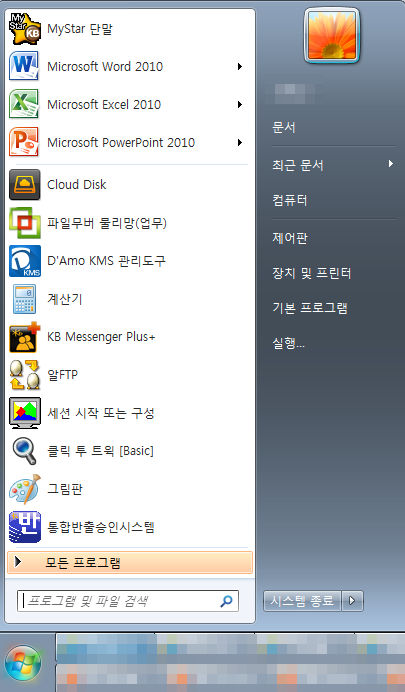 My
Star
KB
MyStar 단말
Microsoft Word 2010
Microsoft Excel 2010
Microsoft PowerPoint 2010
Cloud Disk
파일무버 물리망(업무)
KMS
D'Amo KMS 관리도구
계산기
KB Messenger Plus+
알FTP
세션 시작 또는 구성
클릭 투 트윅 [Basic]
그림판
반
통합반출승인시스템
모든 프로그램
프로그램 및 파일 검색
문서
최근 문서
컴퓨터
제어판
장치 및 프린터
기본 프로그램
실행...
시스템 종료